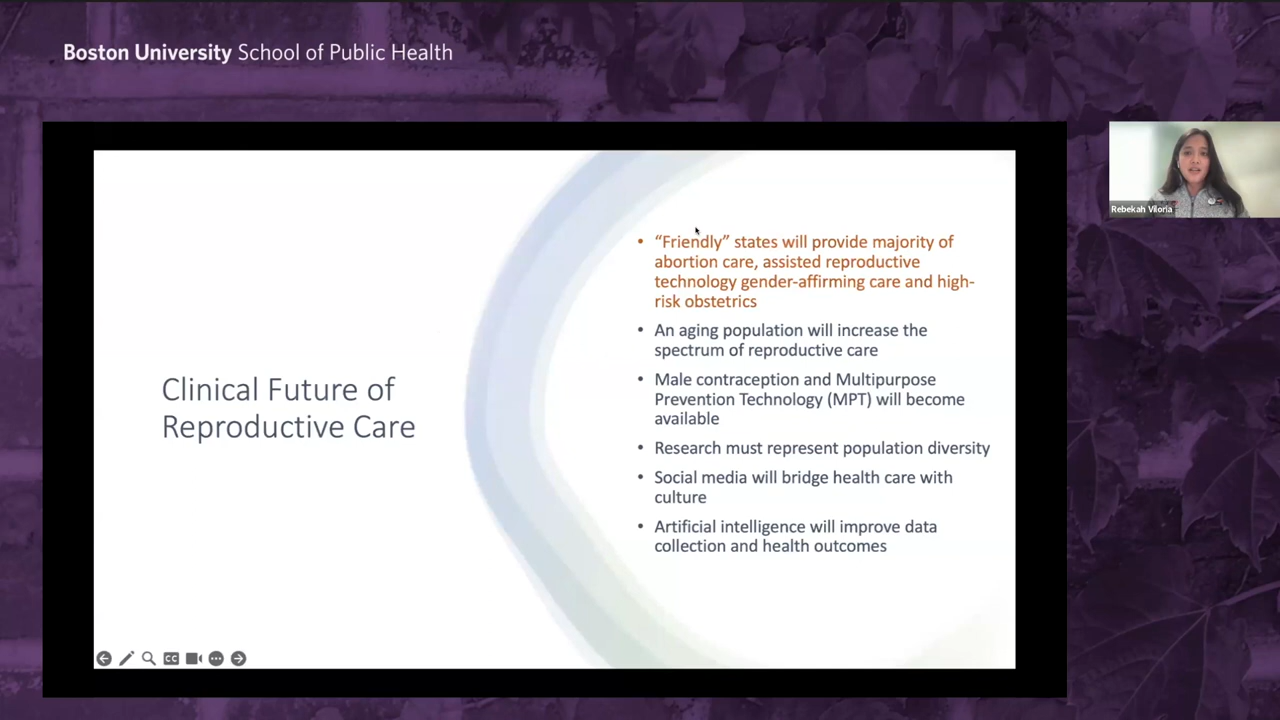 Boston University School of Public Health
Rebekah Viloria
Clinical Future of
Reproductive Care
• “Friendly” states will provide majority of
abortion care, assisted reproductive
technology gender-affirming care and high-
risk obstetrics
• An aging population will increase the
spectrum of reproductive care
• Male contraception and Multipurpose
Prevention Technology (MPT) will become
available
• Research must represent population diversity
• Social media will bridge health care with
culture
• Artificial intelligence will improve data
collection and health outcomes
CC